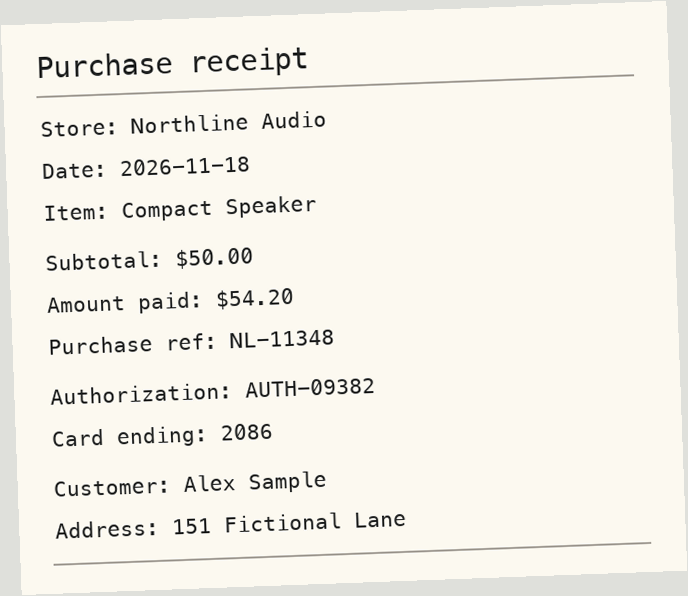 Purchase receipt
Store: Northline Audio
Date: 2026−11−18
Item: Compact Speaker
Subtotal: $50.00
Amount paid: $54.20
Purchase ref: NL−11348
Authorization: AUTH−09382
Card ending: 2086
Customer: Alex Sample
Address: 151 Fictional Lane